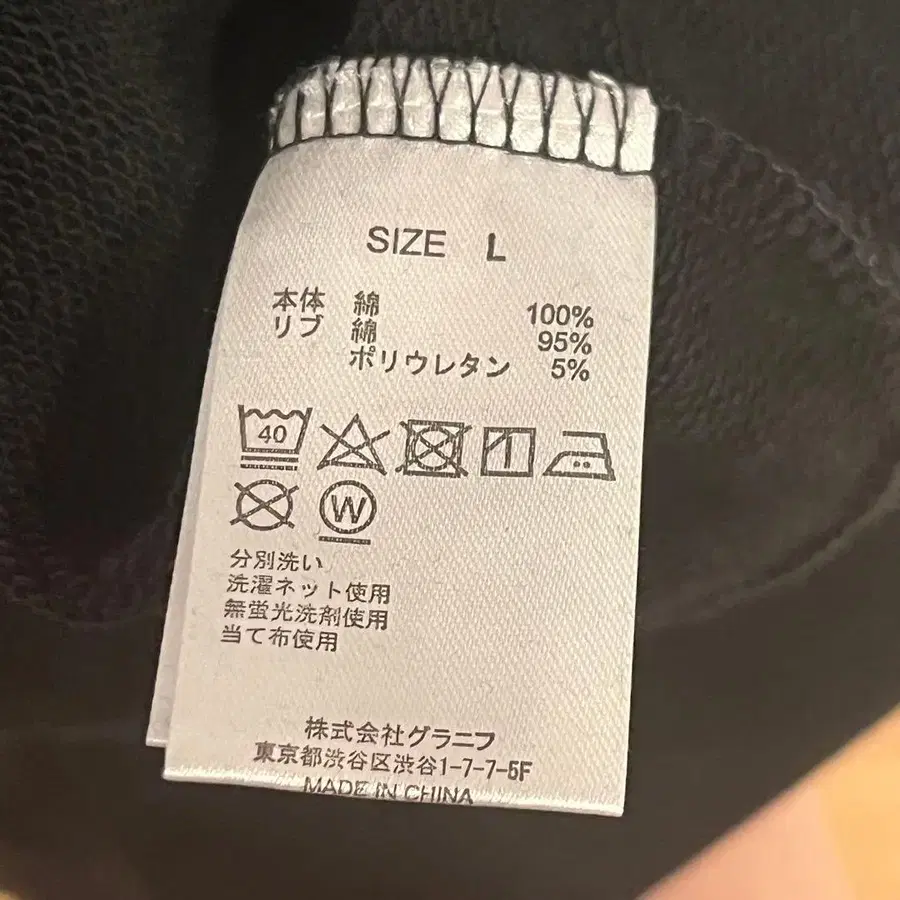 SIZE L
本体 綿 100%
リブ 綿 95%
ポリウレタン 5%
40
W
分別洗い
洗濯ネット使用
無蛍光洗剤使用
当て布使用
株式会社グラニフ
東京都渋谷区渋谷1-7-7-5F
MADE IN CHINA